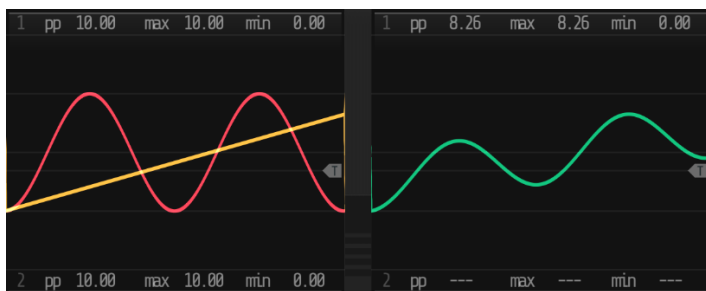 1 pp 10.00 max 10.00 min 0.00
1 pp 8.26 max 8.26 min 0.00
T
T
2 pp 10.00 max 10.00 min 0.00
2 pp --- max --- min ---